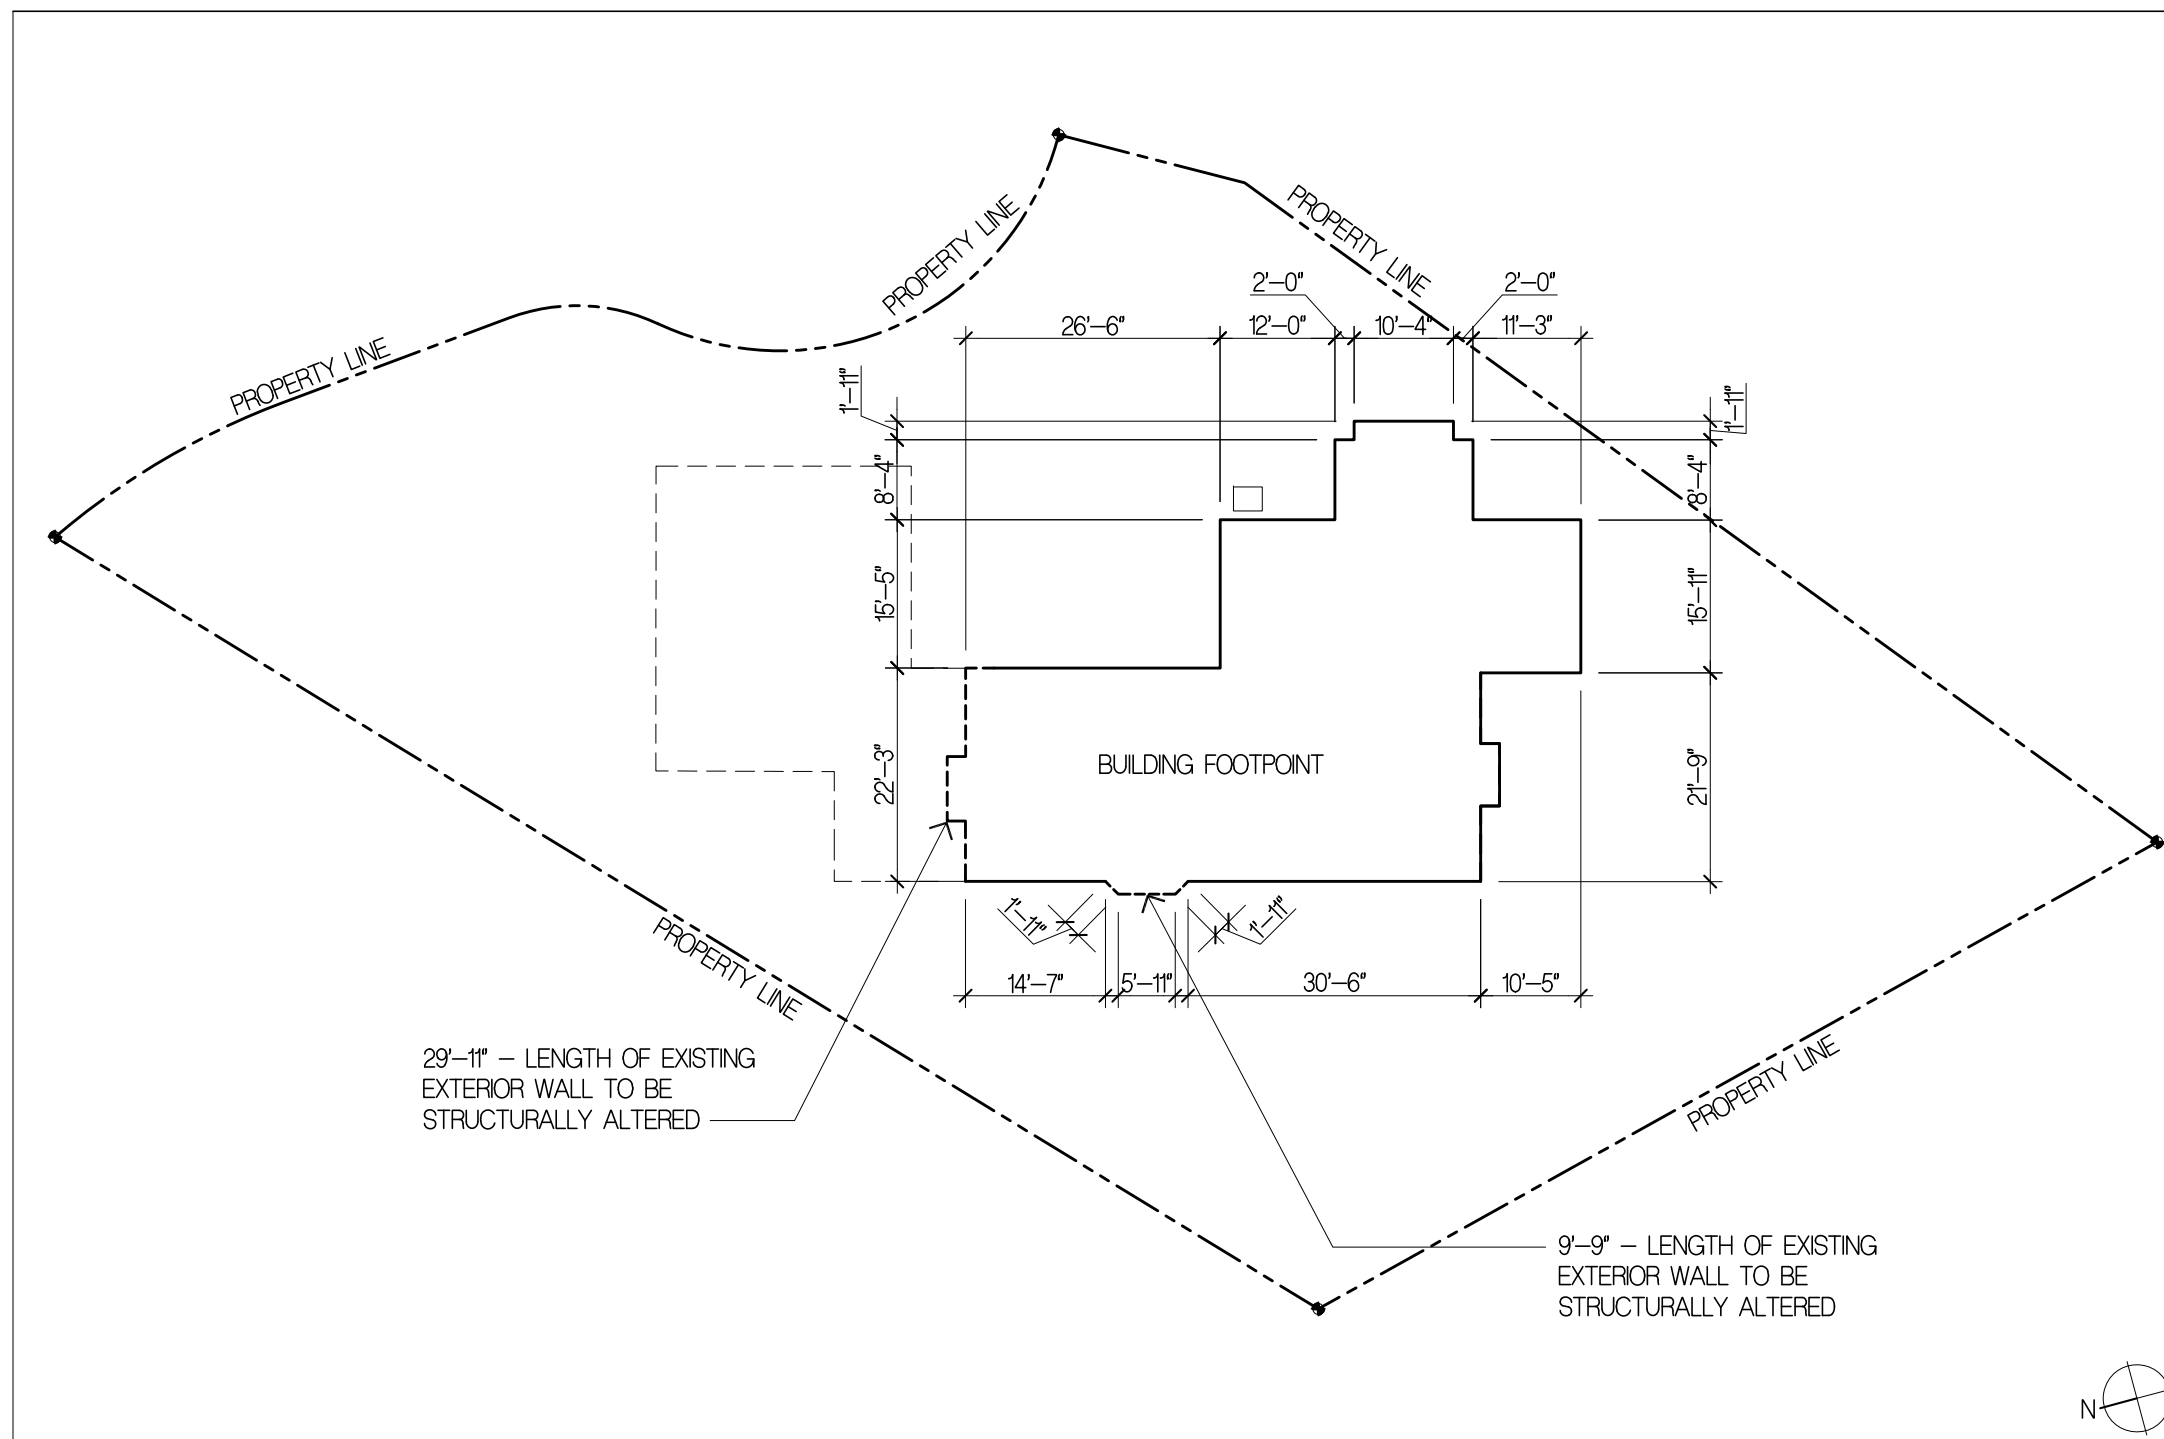 PROPERTY LINE
PROPERTY LINE
PROPERTY LINE
2'-0"
2'-0"
26'-6"
12'-0"
10'-4"
11'-3"
1'-11"
1'-11"
8'-4"
8'-4"
15'-5"
15'-11"
22'-3"
BUILDING FOOTPOINT
21'-9"
1'-11"
1'-11"
14'-7"
5'-11"
30'-6"
10'-5"
PROPERTY LINE
PROPERTY LINE
29'-11" - LENGTH OF EXISTING
EXTERIOR WALL TO BE
STRUCTURALLY ALTERED
9'-9" - LENGTH OF EXISTING
EXTERIOR WALL TO BE
STRUCTURALLY ALTERED
N